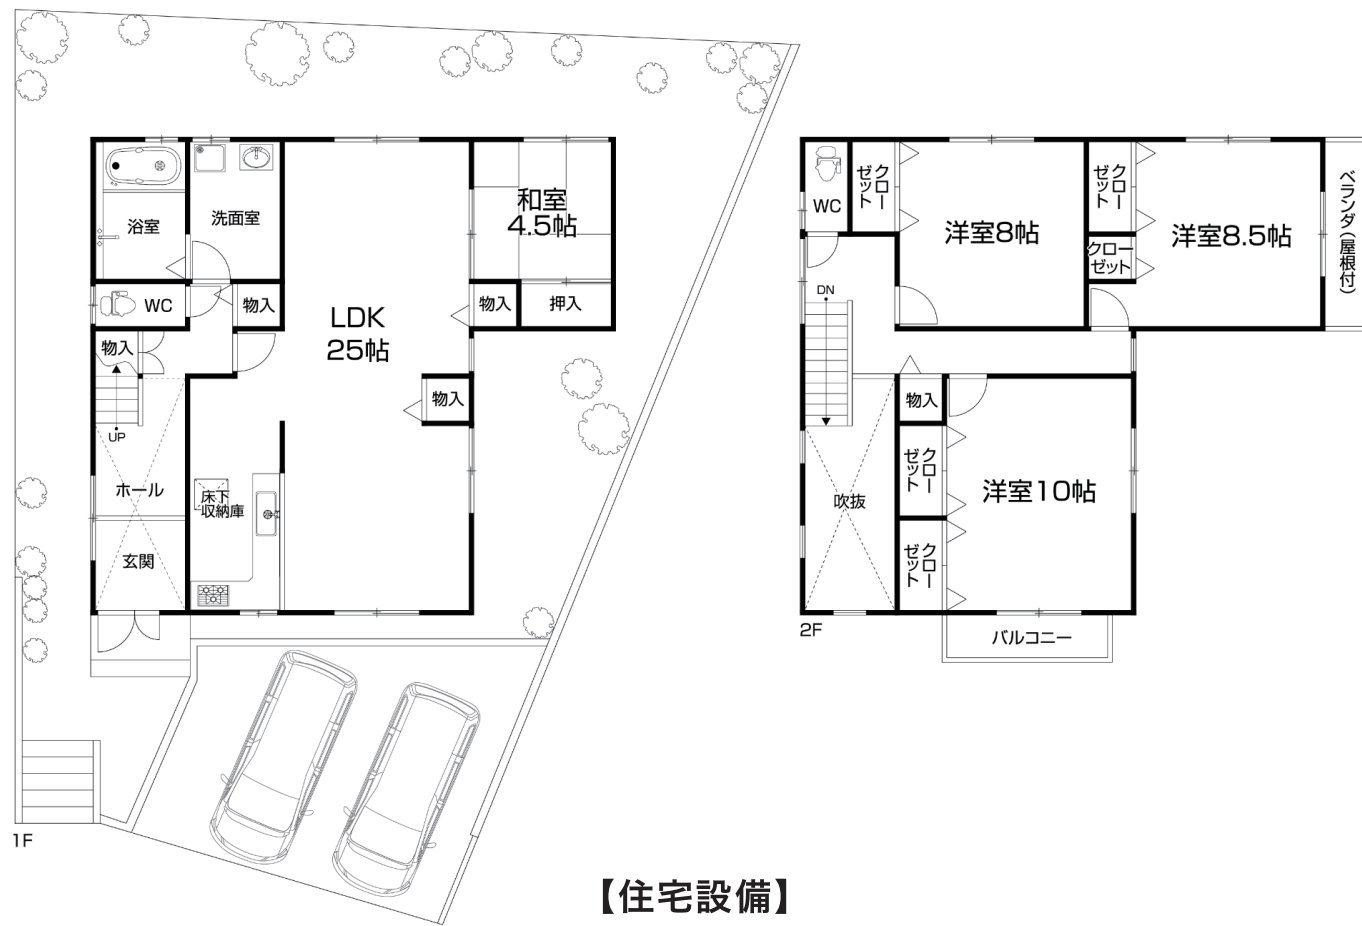 浴室
洗面室
和室
4.5帖
WC
物入
物入
押入
物入
LDK
25帖
物入
UP
ホール
床下
収納庫
玄関
1F
WC
クロー
ゼット
洋室8帖
クロー
ゼット
クロー
ゼット
洋室8.5帖
ベランダ(屋根付)
DN
物入
クロー
ゼット
洋室10帖
吹抜
クロー
ゼット
2F
バルコニー
【住宅設備】